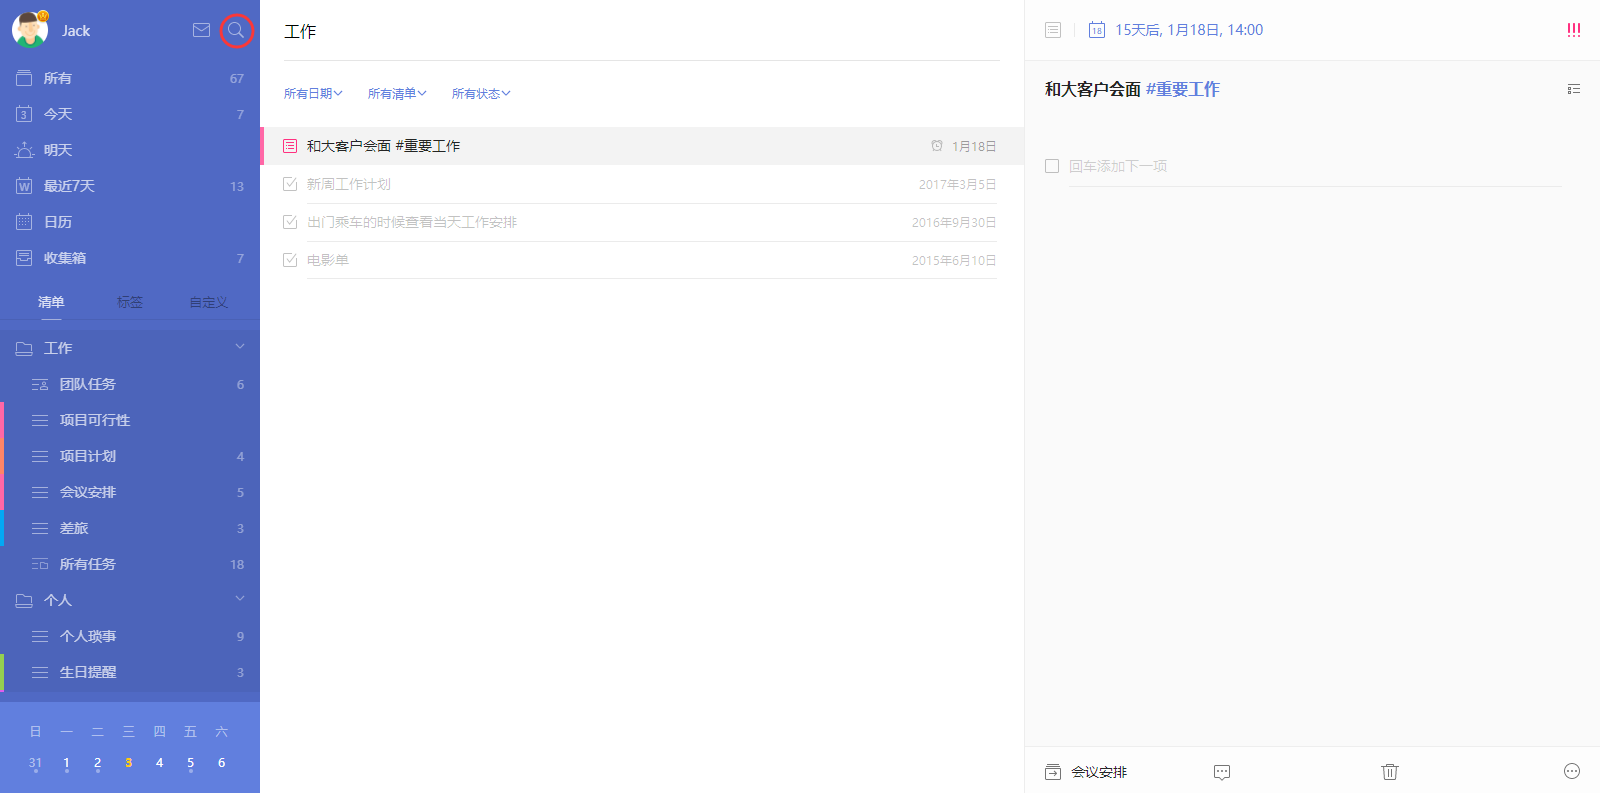 Jack
所有 67
3 今天 7
明天
W 最近7天 13
日历
收集箱 7
清单 标签 自定义
工作
团队任务 6
项目可行性
项目计划 4
会议安排 5
差旅 3
所有任务 18
个人
个人琐事 9
生日提醒 3
日 一 二 三 四 五 六
31 1 2 3 4 5 6
工作
所有日期 所有清单 所有状态
和大客户会面 #重要工作 1月18日
新周工作计划 2017年3月5日
出门乘车的时候查看当天工作安排 2016年9月30日
电影单 2015年6月10日
18 15天后, 1月18日, 14:00 !!!
和大客户会面 #重要工作
回车添加下一项
会议安排